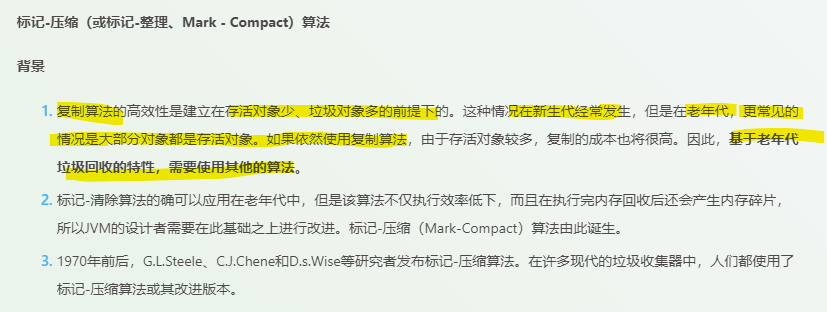 标记-压缩（或标记-整理、Mark - Compact）算法
背景
1. 复制算法的高效性是建立在存活对象少、垃圾对象多的前提下的。这种情况在新生代经常发生，但是在老年代，更常见的
情况是大部分对象都是存活对象。如果依然使用复制算法，由于存活对象较多，复制的成本也将很高。因此，基于老年代
垃圾回收的特性，需要使用其他的算法。
2. 标记-清除算法的确可以应用在老年代中，但是该算法不仅执行效率低下，而且在执行完内存回收后还会产生内存碎片，
所以JVM的设计者需要在此基础之上进行改进。标记-压缩（Mark-Compact）算法由此诞生。
3. 1970年前后，G.L.Steele、C.J.Chene和D.s.Wise等研究者发布标记-压缩算法。在许多现代的垃圾收集器中，人们都使用了
标记-压缩算法或其改进版本。